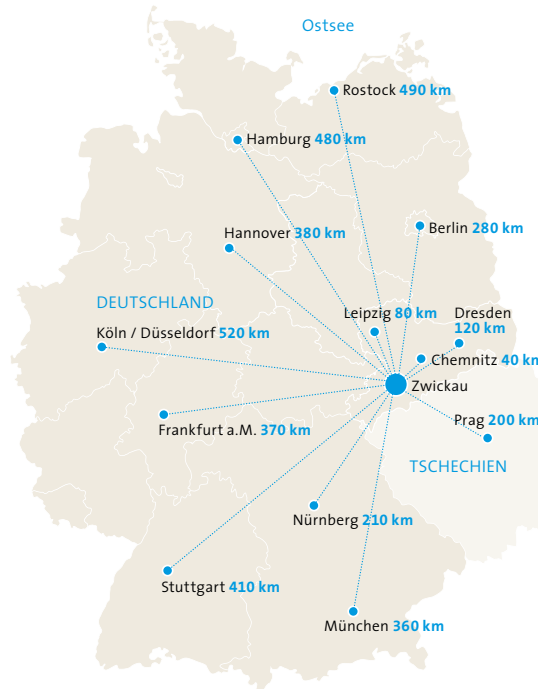 Ostsee
Rostock 490 km
Hamburg 480 km
Hannover 380 km
Berlin 280 km
DEUTSCHLAND
Leipzig 80 km
Dresden
120 km
Köln / Düsseldorf 520 km
Chemnitz 40 km
Zwickau
Prag 200 km
Frankfurt a.M. 370 km
TSCHECHIEN
Nürnberg 210 km
Stuttgart 410 km
München 360 km